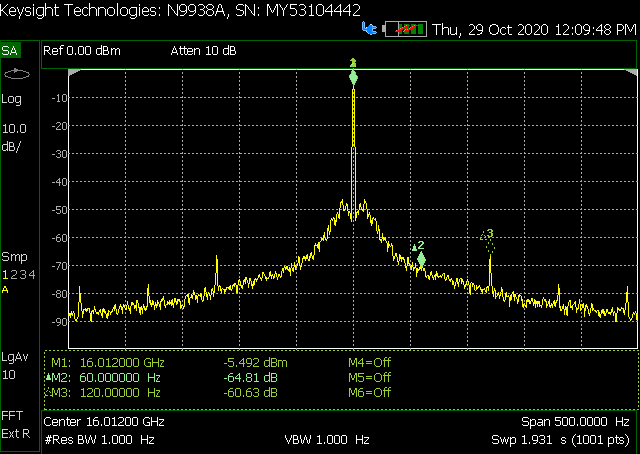 Keysight Technologies: N9938A, SN: MY53104442
Thu, 29 Oct 2020 12:09:48 PM
SA Ref 0.00 dBm Atten 10 dB
Log
10.0
dB/
-10
-20
-30
-40
-50
-60
-70
-80
-90
2
3
Smp
1 2 3 4
A
LgAv
10
FFT
Ext R
M1: 16.012000 GHz -5.492 dBm M4=Off
M2: 60.000000 Hz -64.81 dB M5=Off
M3: 120.00000 Hz -60.63 dB M6=Off
Center 16.01200 GHz Span 500.0000 Hz
#Res BW 1.000 Hz VBW 1.000 Hz Swp 1.931 s (1001 pts)